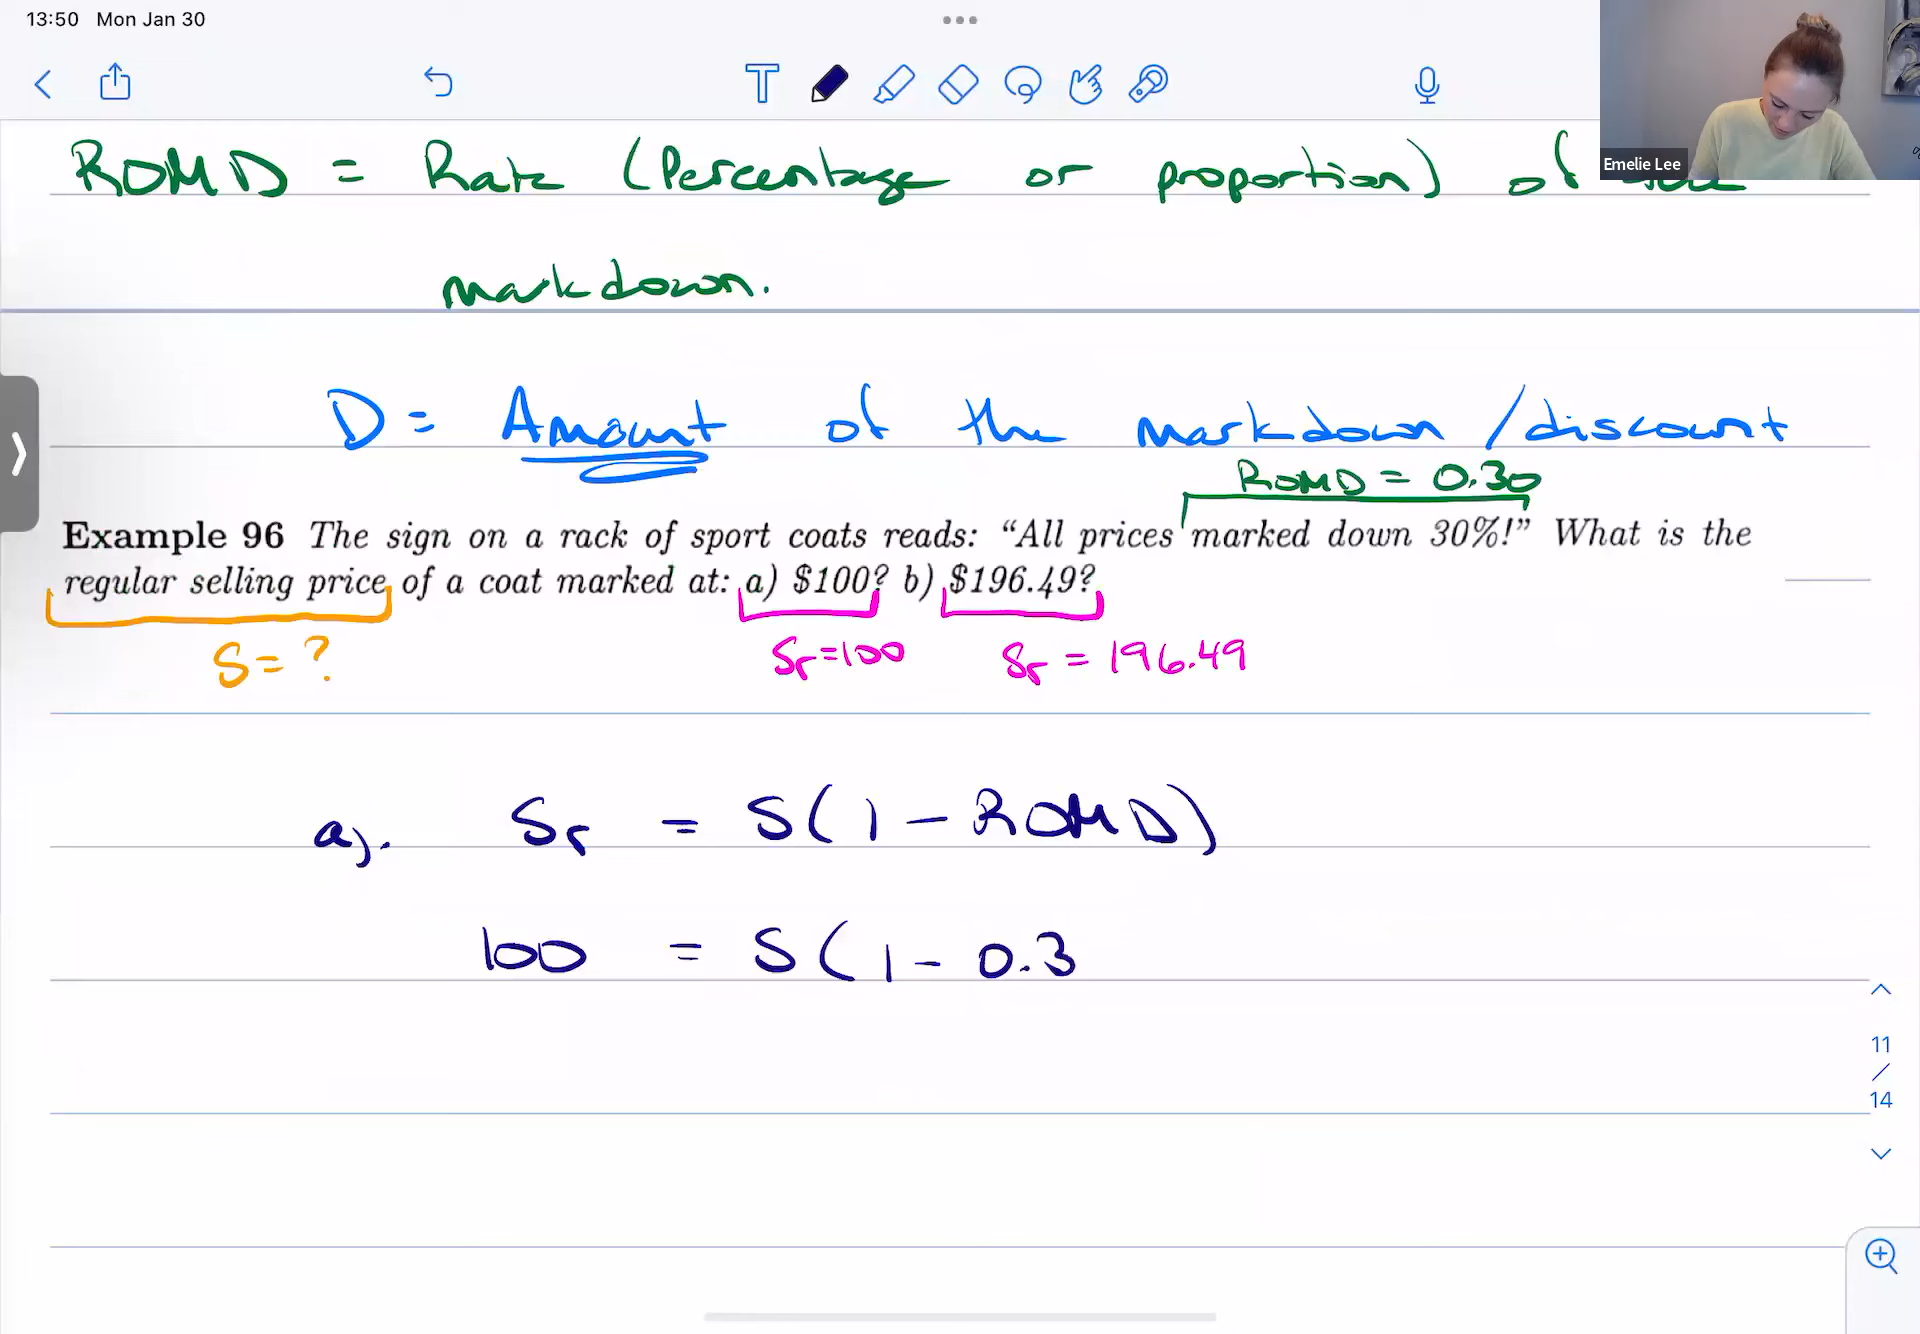 13:50 Mon Jan 30
Emelie Lee
ROMD = Rate (Percentage or proportion) of
markdown.
D = Amount of the markdown/discount
ROMD = 0.30
Example 96 The sign on a rack of sport coats reads: “All prices marked down 30%!” What is the
regular selling price of a coat marked at: a) $100? b) $196.49?
S = ? Sr=100 Sr = 196.49
a). Sr = S(1 - ROMD)
100 = S(1 - 0.3
11
/
14